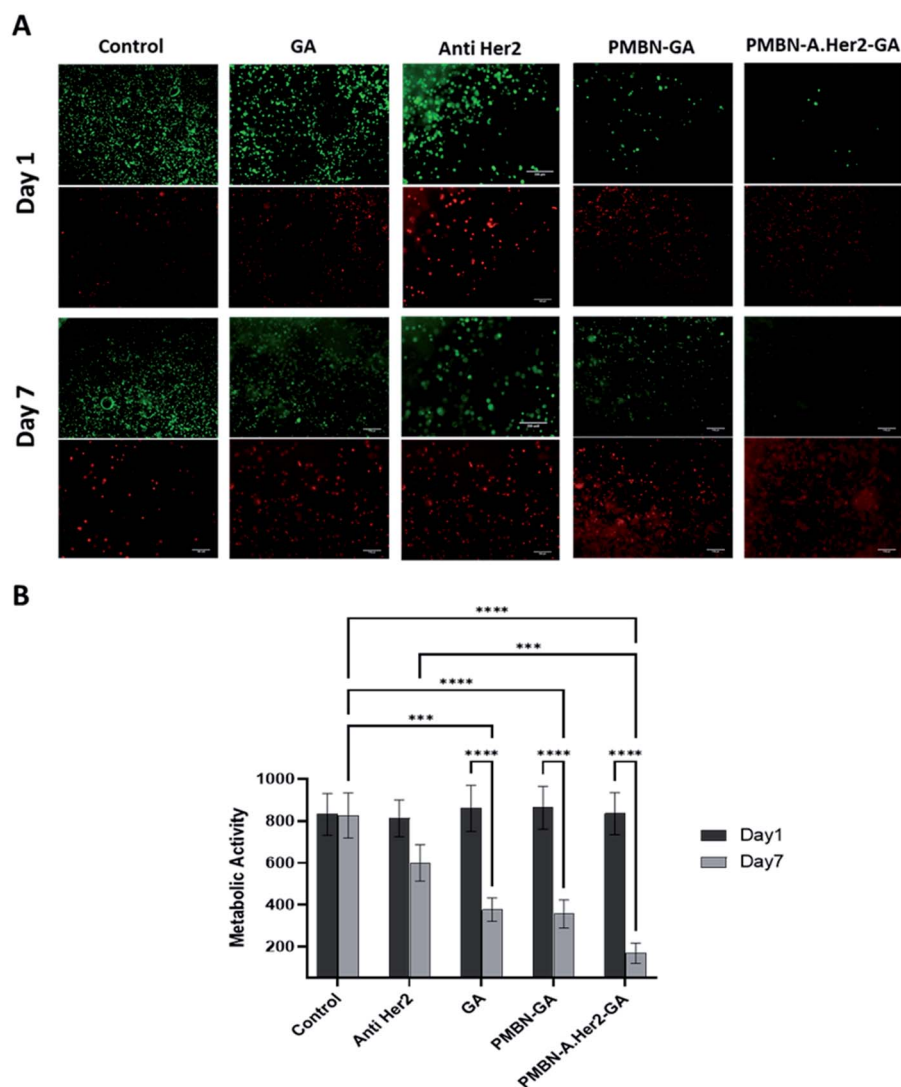 A
Control GA Anti Her2 PMBN-GA PMBN-A.Her2-GA
Day 1
Day 7
B
****
***
****
***
**** **** ****
1000
800
600
400
200
Metabolic Activity
Day1
Day7
Control
Anti Her2
GA
PMBN-GA
PMBN-A.Her2-GA